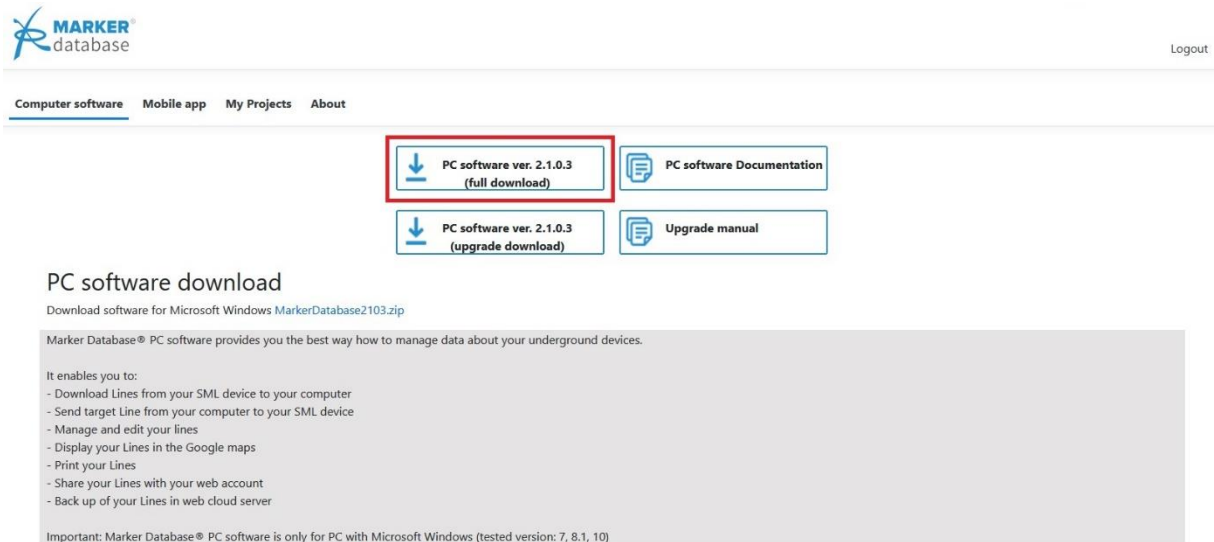 MARKER®
database
Logout
Computer software Mobile app My Projects About
PC software ver. 2.1.0.3
(full download)
PC software Documentation
PC software ver. 2.1.0.3
(upgrade download)
Upgrade manual
PC software download
Download software for Microsoft Windows MarkerDatabase2103.zip
Marker Database® PC software provides you the best way how to manage data about your underground devices.
It enables you to:
- Download Lines from your SML device to your computer
- Send target Line from your computer to your SML device
- Manage and edit your lines
- Display your Lines in the Google maps
- Print your Lines
- Share your Lines with your web account
- Back up of your Lines in web cloud server
Important: Marker Database® PC software is only for PC with Microsoft Windows (tested version: 7, 8.1, 10)